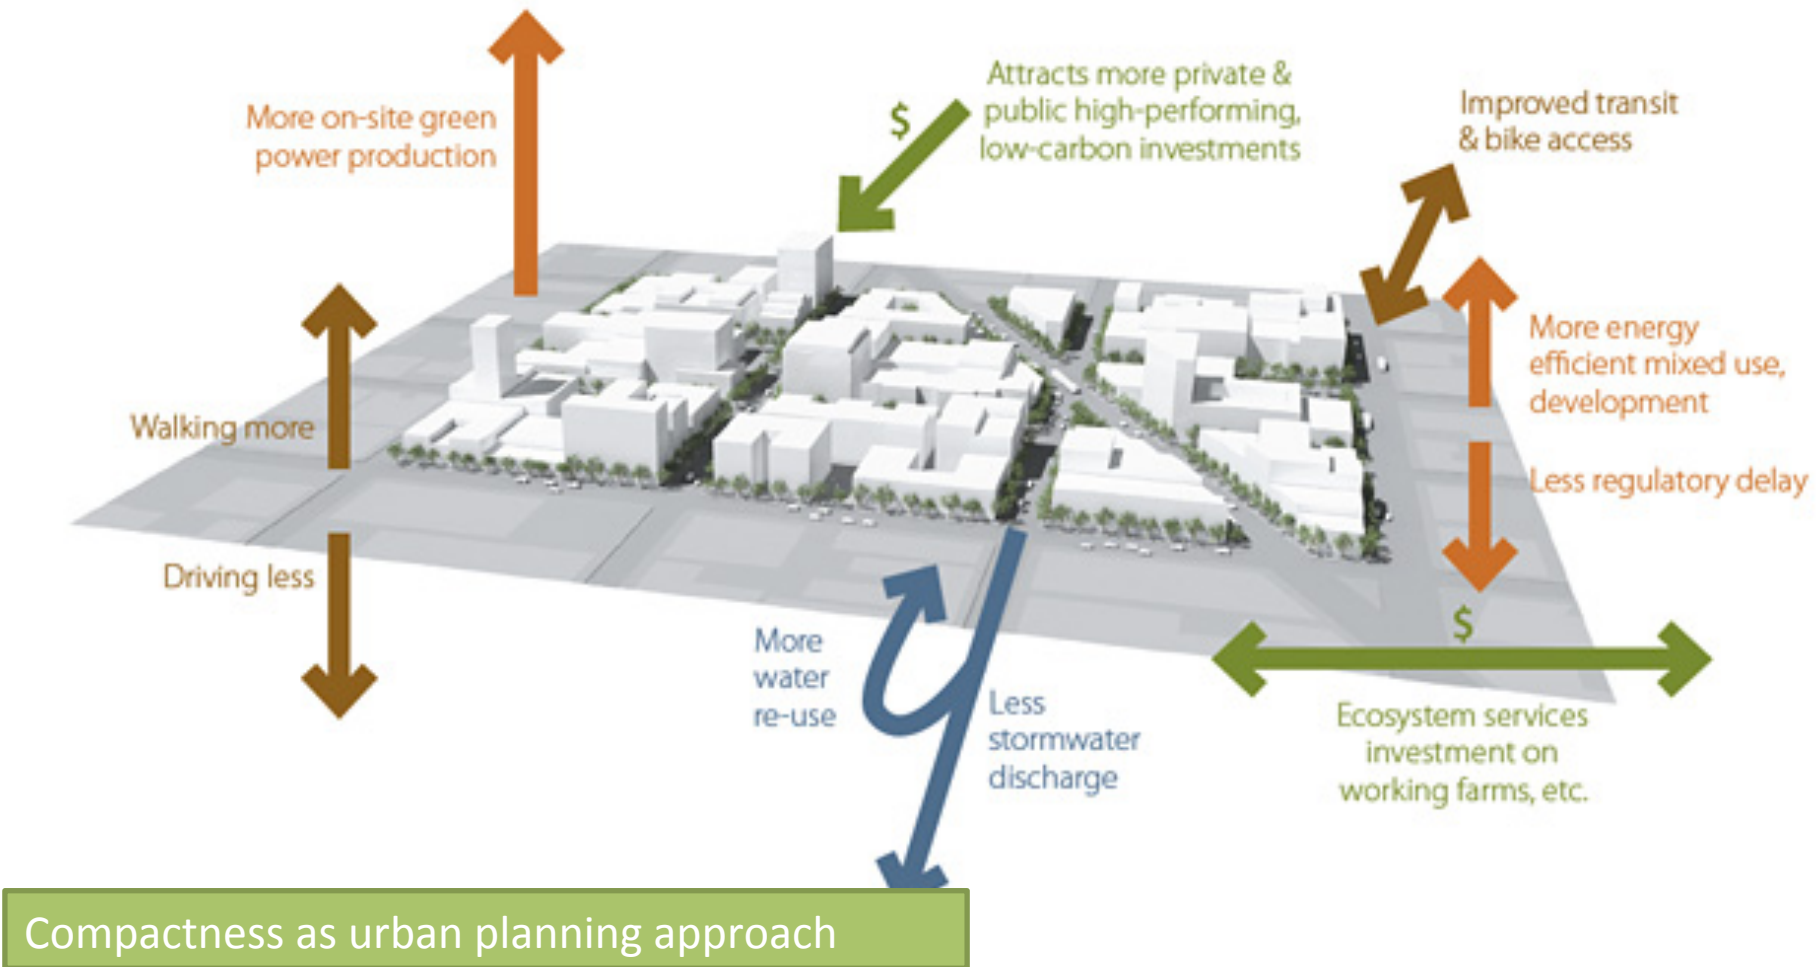 More on-site green
power production
$
Attracts more private &
public high-performing,
low-carbon investments
Improved transit
& bike access
More energy
efficient mixed use,
development
Less regulatory delay
Walking more
Driving less
More
water
re-use
Less
stormwater
discharge
$
Ecosystem services
investment on
working farms, etc.
Compactness as urban planning approach